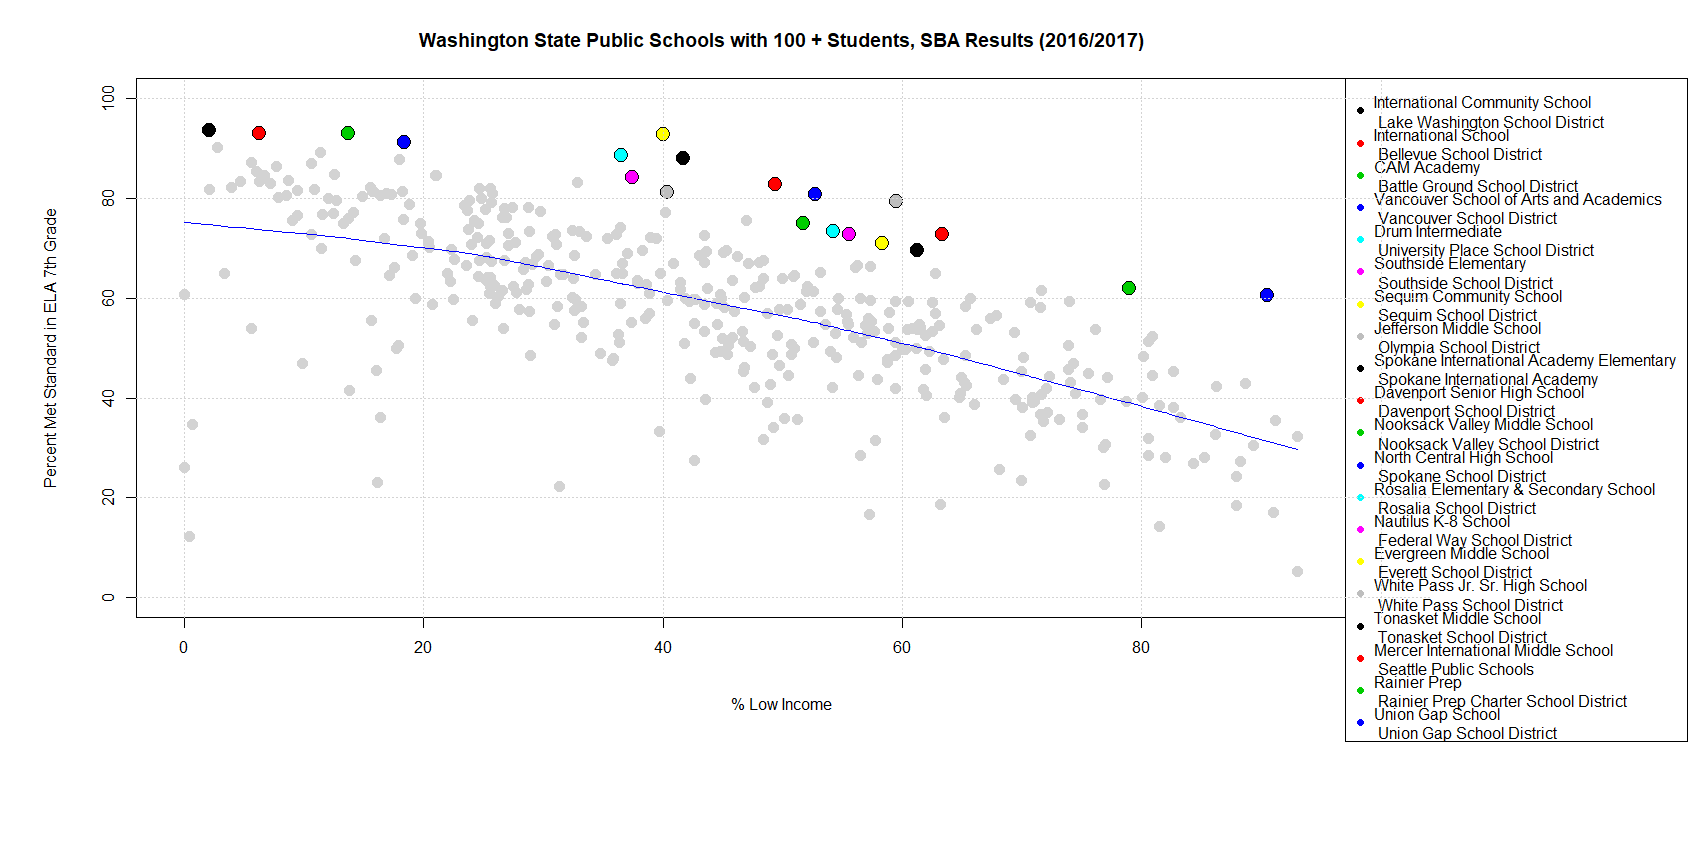 Washington State Public Schools with 100 + Students, SBA Results (2016/2017)
Percent Met Standard in ELA 7th Grade
100
80
60
40
20
0
0
20
40
60
80
% Low Income
International Community School
Lake Washington School District
International School
Bellevue School District
CAM Academy
Battle Ground School District
Vancouver School of Arts and Academics
Vancouver School District
Drum Intermediate
University Place School District
Southside Elementary
Southside School District
Sequim Community School
Sequim School District
Jefferson Middle School
Olympia School District
Spokane International Academy Elementary
Spokane International Academy
Davenport Senior High School
Davenport School District
Nooksack Valley Middle School
Nooksack Valley School District
North Central High School
Spokane School District
Rosalia Elementary & Secondary School
Rosalia School District
Nautilus K-8 School
Federal Way School District
Evergreen Middle School
Everett School District
White Pass Jr. Sr. High School
White Pass School District
Tonasket Middle School
Tonasket School District
Mercer International Middle School
Seattle Public Schools
Rainier Prep
Rainier Prep Charter School District
Union Gap School
Union Gap School District